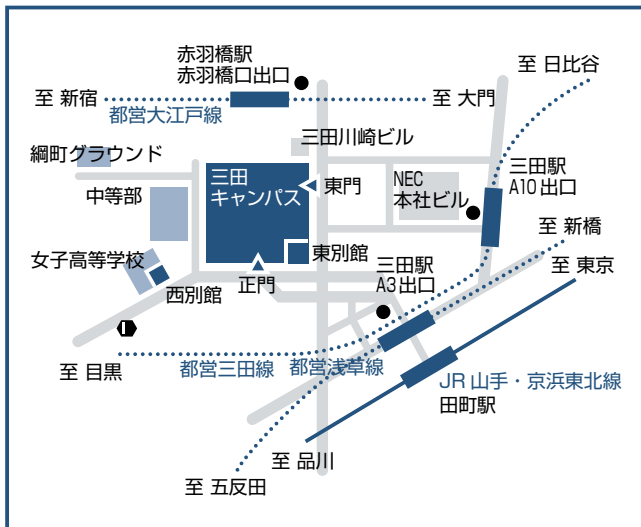 赤羽橋駅
赤羽橋口出口
至 日比谷
至 新宿
至 大門
都営大江戸線
三田川崎ビル
綱町グラウンド
三田
キャンパス
東門
NEC
本社ビル
三田駅
A10出口
中等部
至 新橋
女子高等学校
東別館
三田駅
A3出口
至 東京
西別館
正門
至 目黒
都営三田線
都営浅草線
JR 山手・京浜東北線
田町駅
至 品川
至 五反田